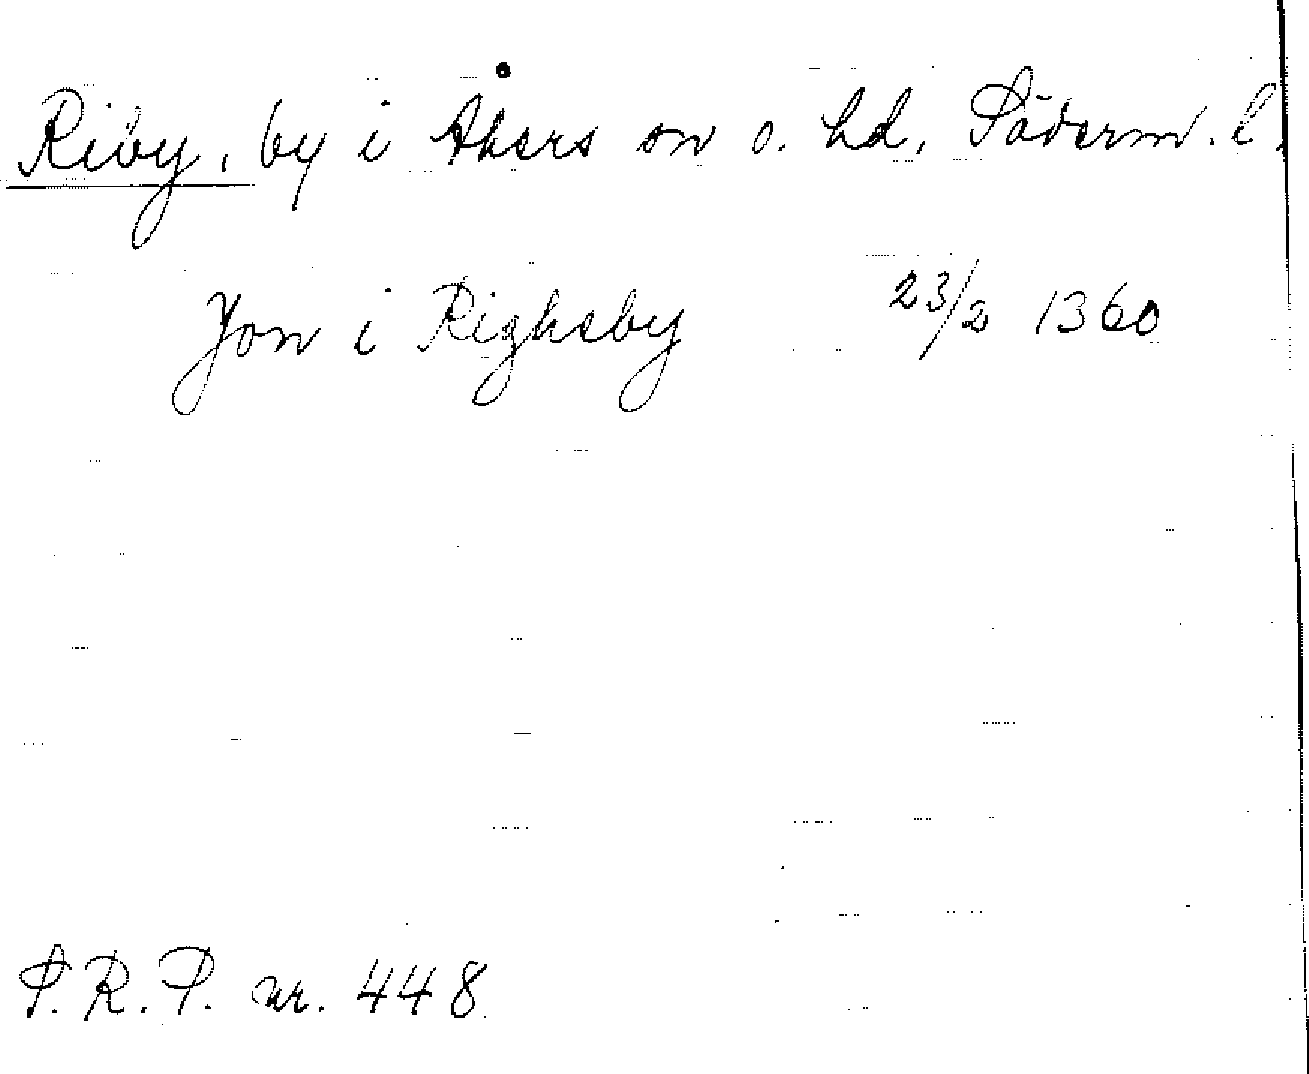 Riby, by i Åkers sn o. hd, Söderm. l.
Jon i Righsby 23/2 1360
S.R.P. nr. 448